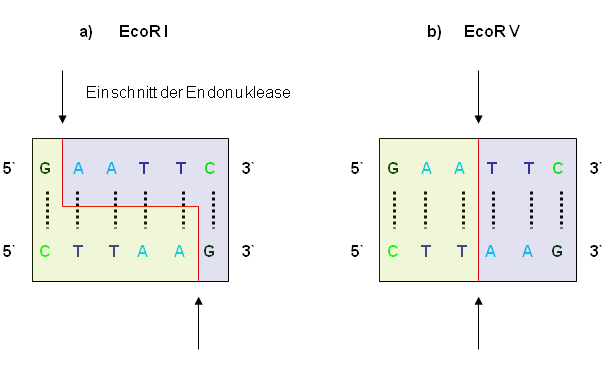 a) EcoR I
b) EcoR V
Einschnitt der Endonuklease
5` G A A T T C 3`
5` C T T A A G 3`
5` G A A T T C 3`
5` C T T A A G 3`